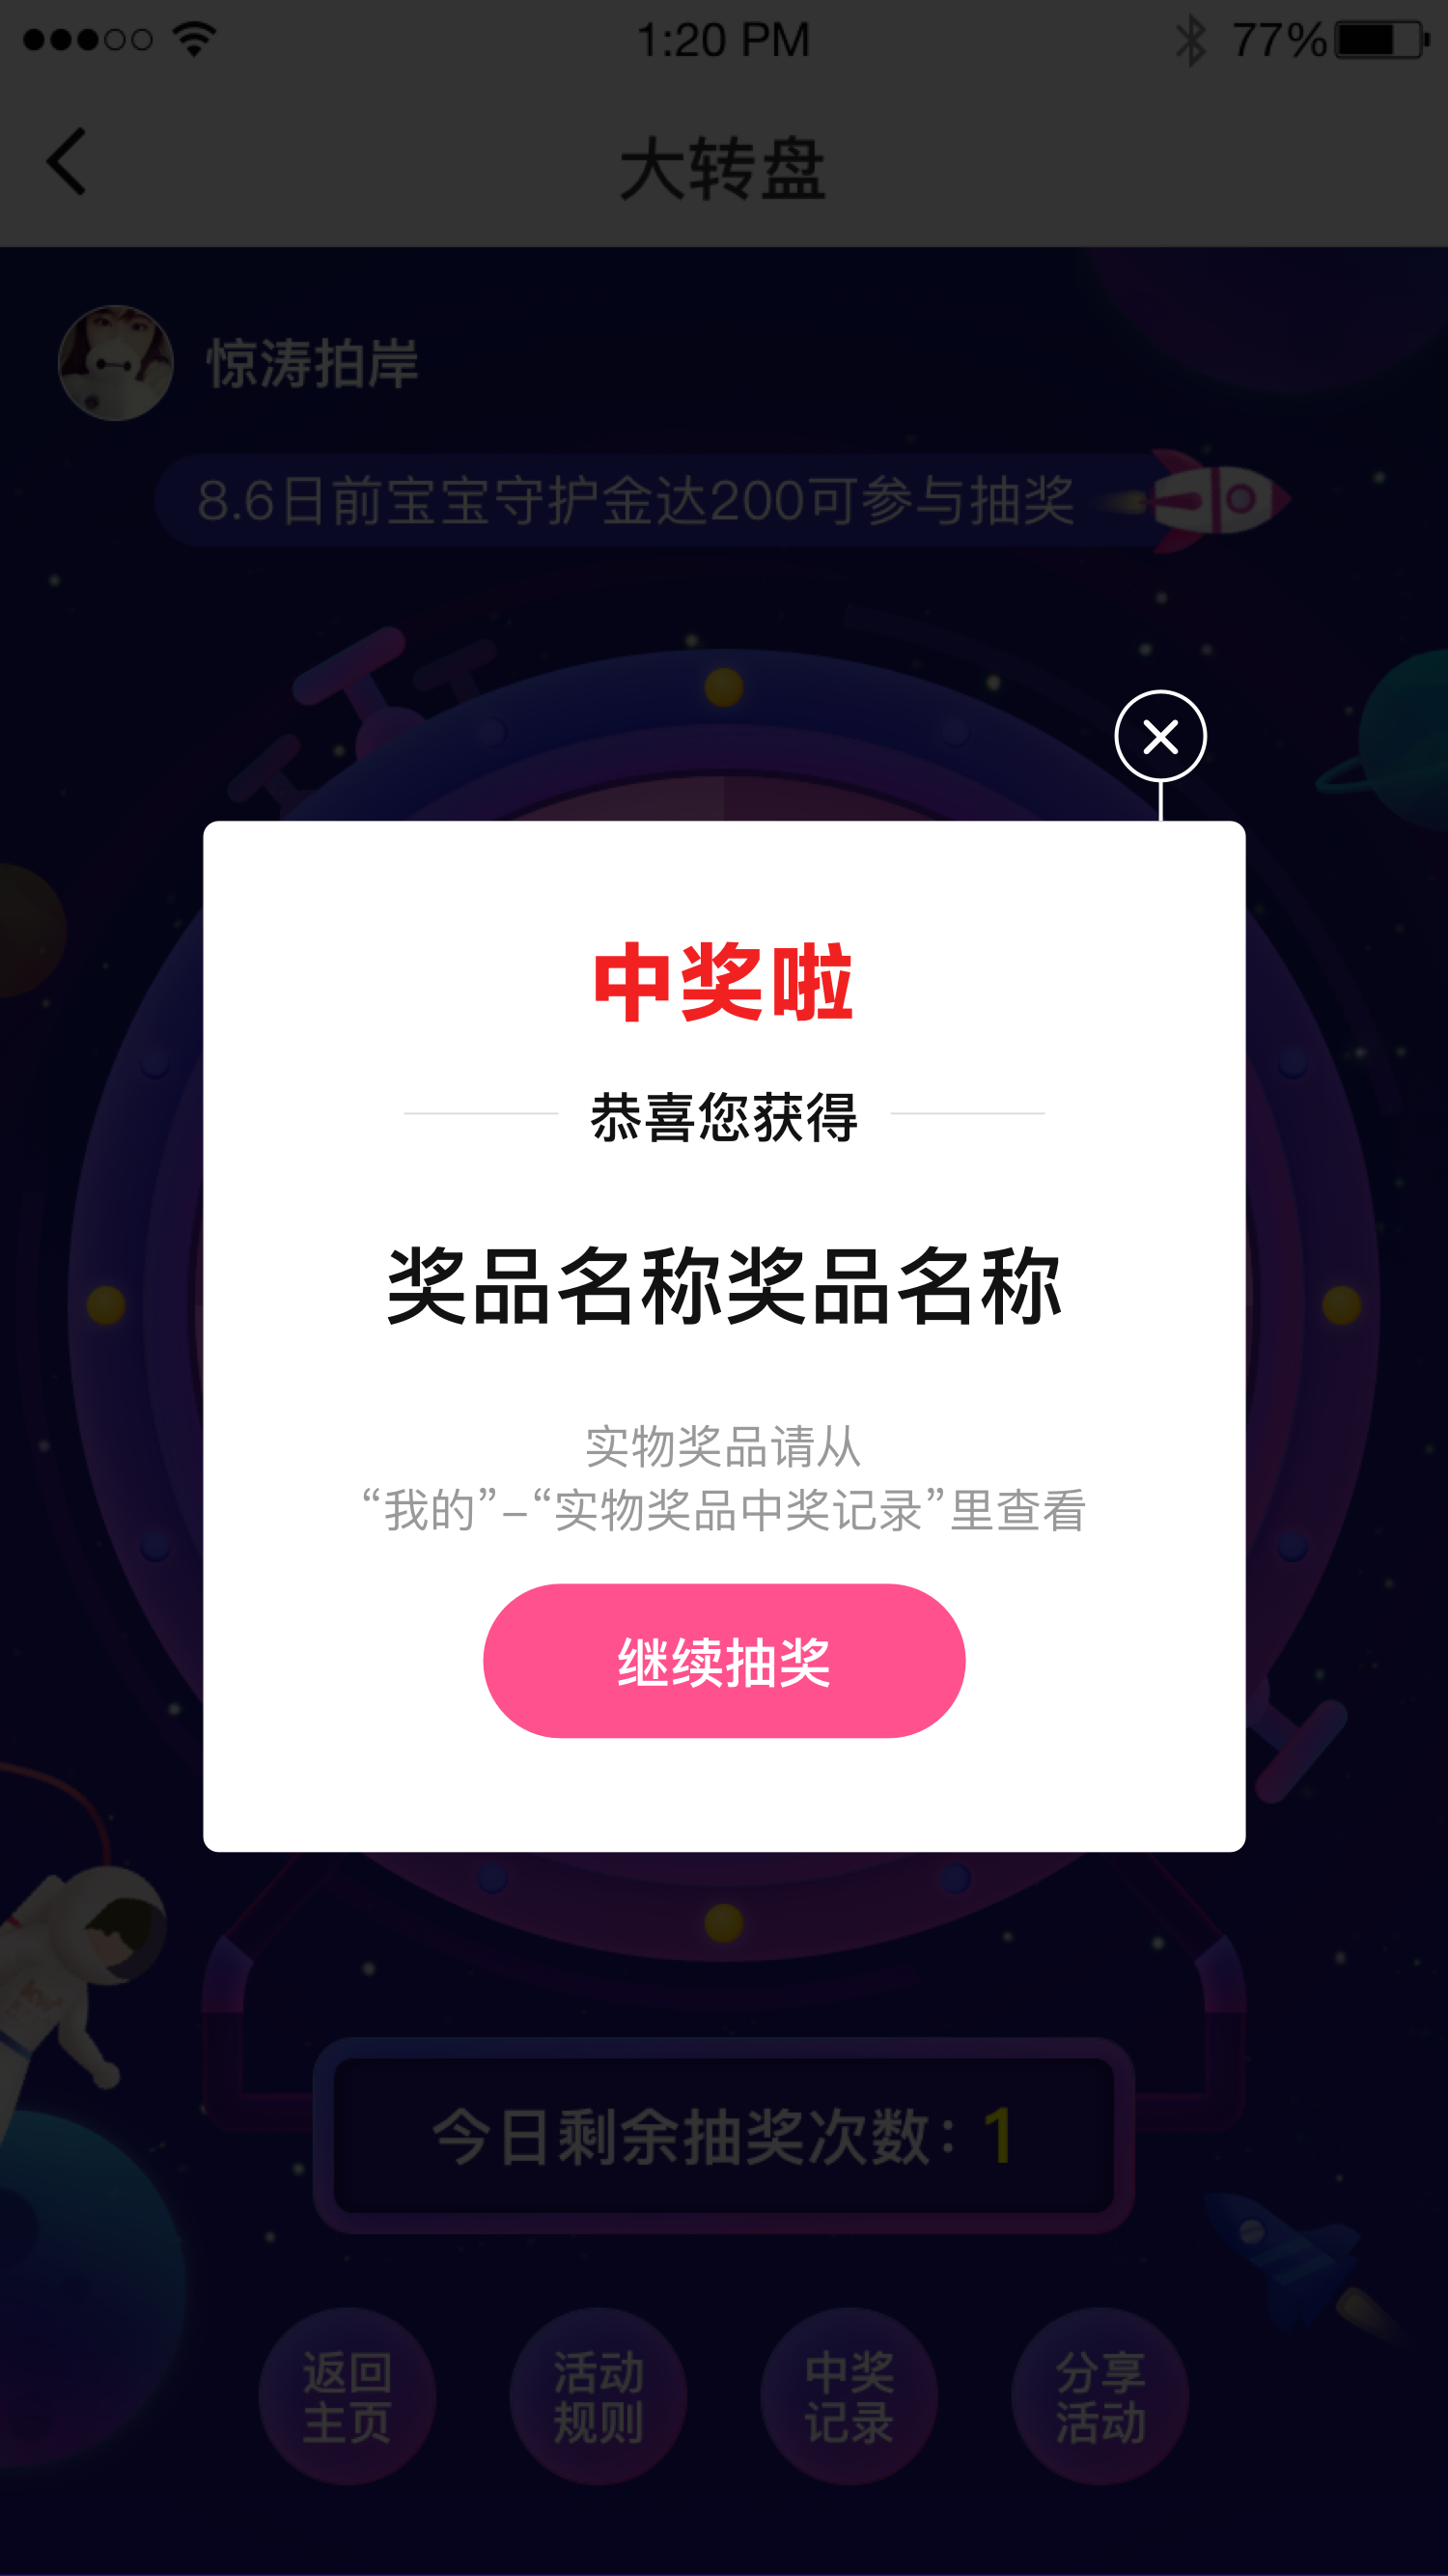 1:20 PM
77%
大转盘
惊涛拍岸
8.6日前宝宝守护金达200可参与抽奖
中奖啦
恭喜您获得
奖品名称奖品名称
实物奖品请从
“我的”–“实物奖品中奖记录”里查看
继续抽奖
今日剩余抽奖次数：1
返回
主页
活动
规则
中奖
记录
分享
活动